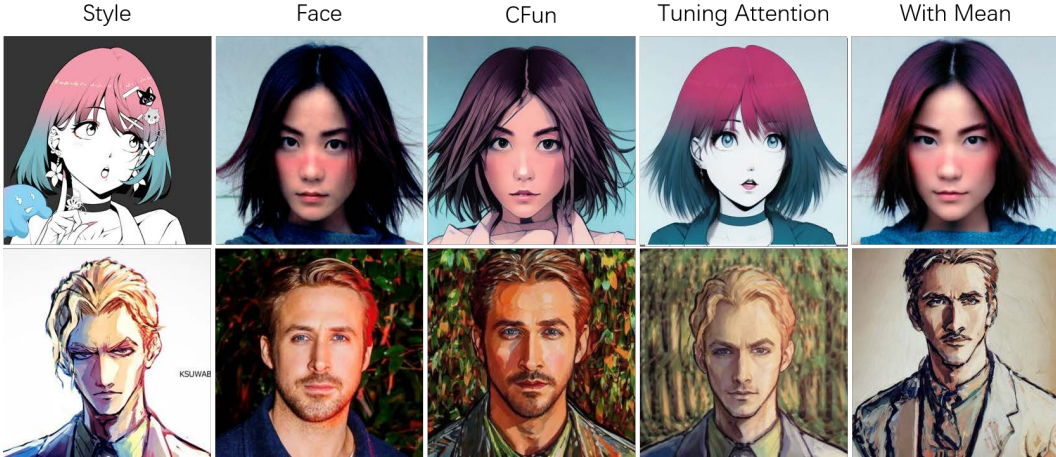 Style
Face
CFun
Tuning Attention
With Mean
KSUWAB